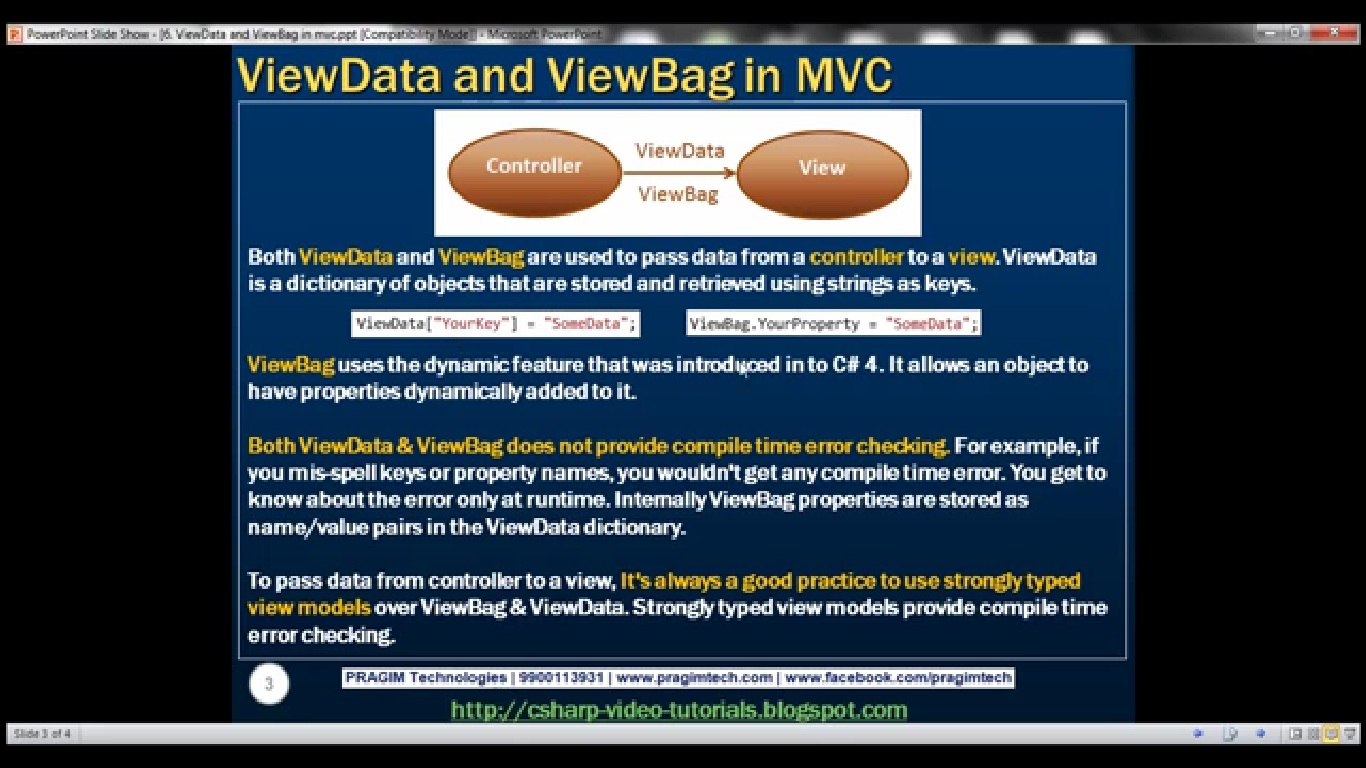 PowerPoint Slide Show - [6. ViewData and ViewBag in mvc.ppt [Compatibility Mode]] - Microsoft PowerPoint
ViewData and ViewBag in MVC
Controller
ViewData
ViewBag
View
Both ViewData and ViewBag are used to pass data from a controller to a view. ViewData
is a dictionary of objects that are stored and retrieved using strings as keys.
ViewData["YourKey"] = "SomeData";
ViewBag.YourProperty = "SomeData";
ViewBag uses the dynamic feature that was introduced in to C# 4. It allows an object to
have properties dynamically added to it.
Both ViewData & ViewBag does not provide compile time error checking. For example, if
you mis-spell keys or property names, you wouldn't get any compile time error. You get to
know about the error only at runtime. Internally ViewBag properties are stored as
name/value pairs in the ViewData dictionary.
To pass data from controller to a view, It's always a good practice to use strongly typed
view models over ViewBag & ViewData. Strongly typed view models provide compile time
error checking.
3
PRAGIM Technologies | 9900113931 | www.pragimtech.com | www.facebook.com/pragimtech
http://csharp-video-tutorials.blogspot.com
Slide 3 of 4